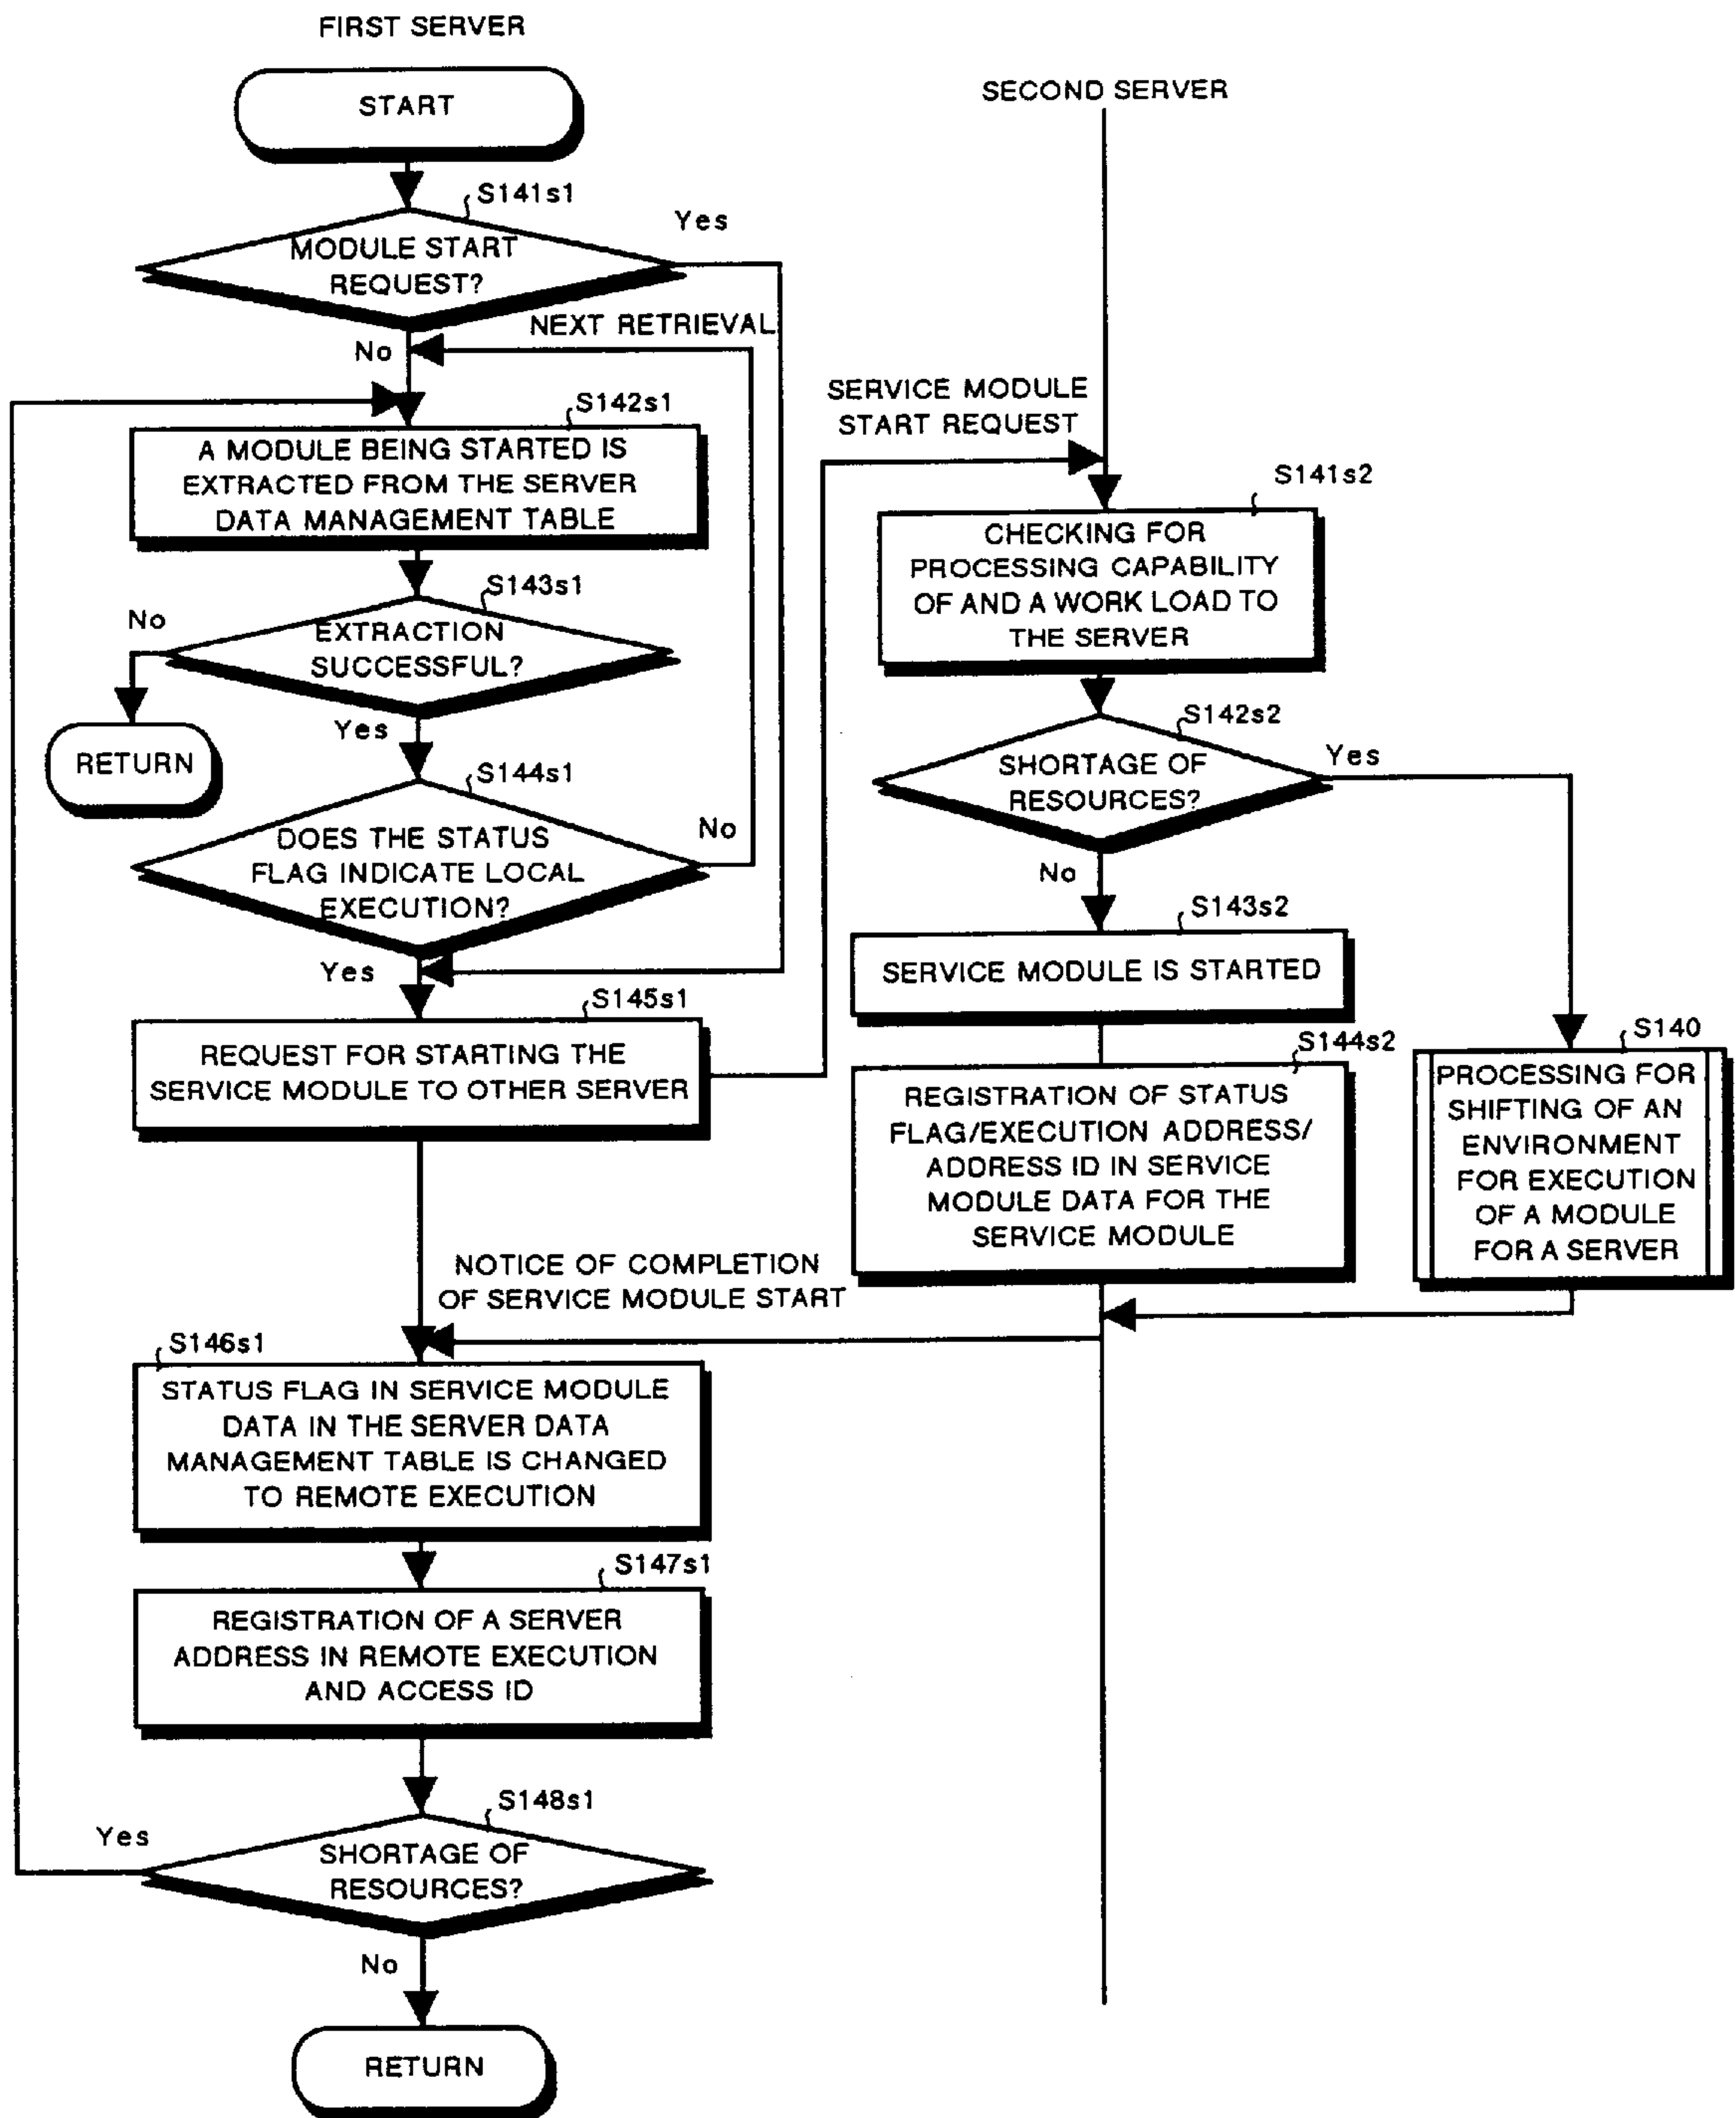 FIRST SERVER
START
S141s1
Yes
MODULE START
REQUEST?
NEXT RETRIEVAL
No
S142s1
A MODULE BEING STARTED IS
EXTRACTED FROM THE SERVER
DATA MANAGEMENT TABLE
S143s1
No
EXTRACTION
SUCCESSFUL?
Yes
RETURN
S144s1
DOES THE STATUS
FLAG INDICATE LOCAL
EXECUTION?
No
Yes
S145s1
REQUEST FOR STARTING THE
SERVICE MODULE TO OTHER SERVER
SECOND SERVER
SERVICE MODULE
START REQUEST
S141s2
CHECKING FOR
PROCESSING CAPABILITY
OF AND A WORK LOAD TO
THE SERVER
S142s2
Yes
SHORTAGE OF
RESOURCES?
No
S143s2
SERVICE MODULE IS STARTED
S144s2
REGISTRATION OF STATUS
FLAG/EXECUTION ADDRESS/
ADDRESS ID IN SERVICE
MODULE DATA FOR THE
SERVICE MODULE
S140
PROCESSING FOR
SHIFTING OF AN
ENVIRONMENT
FOR EXECUTION
OF A MODULE
FOR A SERVER
NOTICE OF COMPLETION
OF SERVICE MODULE START
S146s1
STATUS FLAG IN SERVICE MODULE
DATA IN THE SERVER DATA
MANAGEMENT TABLE IS CHANGED
TO REMOTE EXECUTION
S147s1
REGISTRATION OF A SERVER
ADDRESS IN REMOTE EXECUTION
AND ACCESS ID
S148s1
Yes
SHORTAGE OF
RESOURCES?
No
RETURN